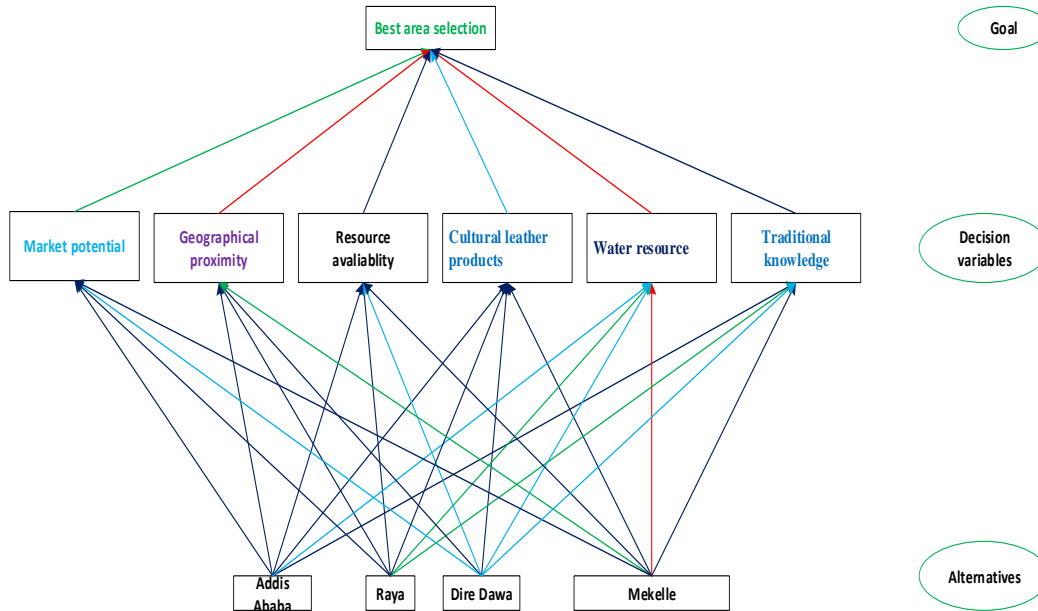 Best area selection
Goal
Market potential
Geographical
proximity
Resource
avaliablity
Cultural leather
products
Water resource
Traditional
knowledge
Decision
variables
Addis
Ababa
Raya
Dire Dawa
Mekelle
Alternatives